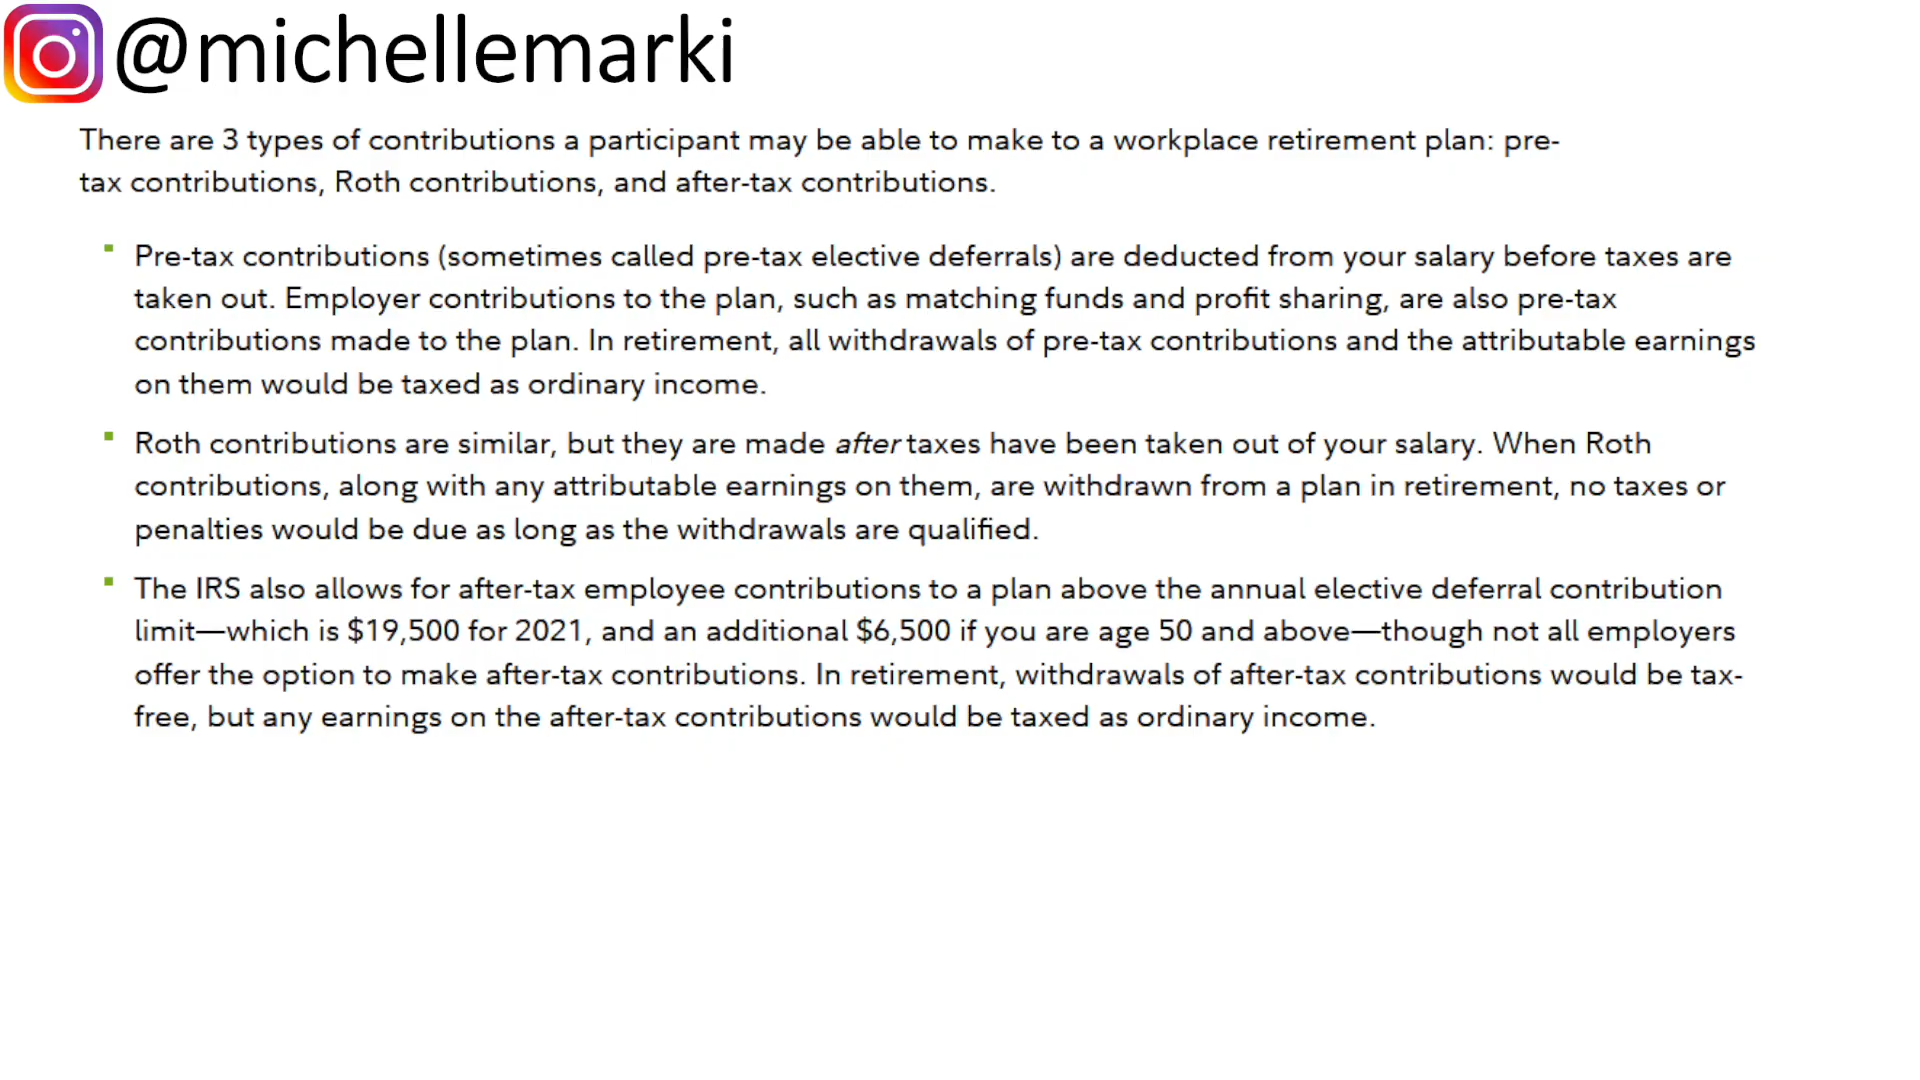 @michellemarki
There are 3 types of contributions a participant may be able to make to a workplace retirement plan: pre-
tax contributions, Roth contributions, and after-tax contributions.
Pre-tax contributions (sometimes called pre-tax elective deferrals) are deducted from your salary before taxes are
taken out. Employer contributions to the plan, such as matching funds and profit sharing, are also pre-tax
contributions made to the plan. In retirement, all withdrawals of pre-tax contributions and the attributable earnings
on them would be taxed as ordinary income.
Roth contributions are similar, but they are made after taxes have been taken out of your salary. When Roth
contributions, along with any attributable earnings on them, are withdrawn from a plan in retirement, no taxes or
penalties would be due as long as the withdrawals are qualified.
The IRS also allows for after-tax employee contributions to a plan above the annual elective deferral contribution
limit—which is $19,500 for 2021, and an additional $6,500 if you are age 50 and above—though not all employers
offer the option to make after-tax contributions. In retirement, withdrawals of after-tax contributions would be tax-
free, but any earnings on the after-tax contributions would be taxed as ordinary income.